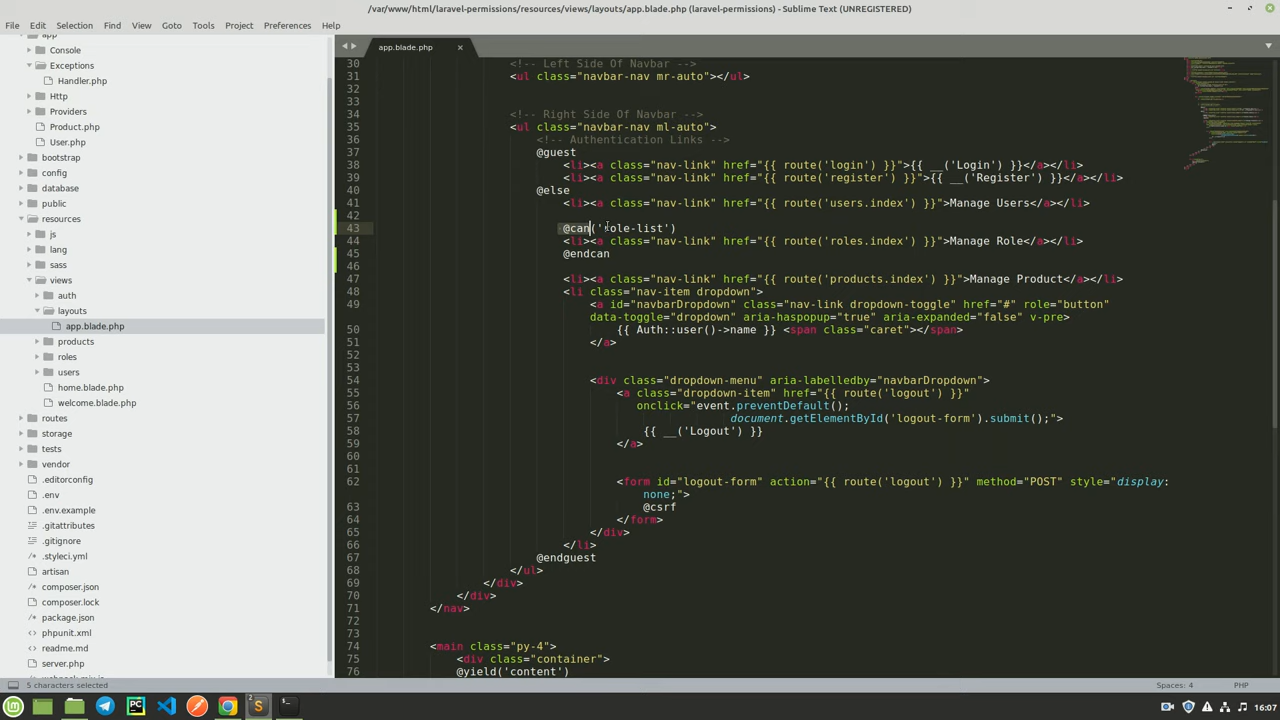 /var/www/html/laravel-permissions/resources/views/layouts/app.blade.php (laravel-permissions) - Sublime Text (UNREGISTERED)
File Edit Selection Find View Goto Tools Project Preferences Help
app
Console
Exceptions
Handler.php
Http
Providers
Product.php
User.php
bootstrap
config
database
public
resources
js
lang
sass
views
auth
layouts
app.blade.php
products
roles
users
home.blade.php
welcome.blade.php
routes
storage
tests
vendor
.editorconfig
.env
.env.example
.gitattributes
.gitignore
.styleci.yml
artisan
composer.json
composer.lock
package.json
phpunit.xml
readme.md
server.php
app.blade.php
30 <!-- Left Side Of Navbar -->
31 <ul class="navbar-nav mr-auto"></ul>
32
33
34 <!-- Right Side Of Navbar -->
35 <ul class="navbar-nav ml-auto">
36 <!-- Authentication Links -->
37 @guest
38 <li><a class="nav-link" href="{{ route('login') }}">{{ __('Login') }}</a></li>
39 <li><a class="nav-link" href="{{ route('register') }}">{{ __('Register') }}</a></li>
40 @else
41 <li><a class="nav-link" href="{{ route('users.index') }}">Manage Users</a></li>
42
43 @can('role-list')
44 <li><a class="nav-link" href="{{ route('roles.index') }}">Manage Role</a></li>
45 @endcan
46
47 <li><a class="nav-link" href="{{ route('products.index') }}">Manage Product</a></li>
48 <li class="nav-item dropdown">
49 <a id="navbarDropdown" class="nav-link dropdown-toggle" href="#" role="button"
data-toggle="dropdown" aria-haspopup="true" aria-expanded="false" v-pre>
50 {{ Auth::user()->name }} <span class="caret"></span>
51 </a>
52
53
54 <div class="dropdown-menu" aria-labelledby="navbarDropdown">
55 <a class="dropdown-item" href="{{ route('logout') }}"
56 onclick="event.preventDefault();
57 document.getElementById('logout-form').submit();">
58 {{ __('Logout') }}
59 </a>
60
61
62 <form id="logout-form" action="{{ route('logout') }}" method="POST" style="display:
none;">
63 @csrf
64 </form>
65 </div>
66 </li>
67 @endguest
68 </ul>
69 </div>
70 </div>
71 </nav>
72
73
74 <main class="py-4">
75 <div class="container">
76 @yield('content')
5 characters selected
Spaces: 4
PHP
16:07